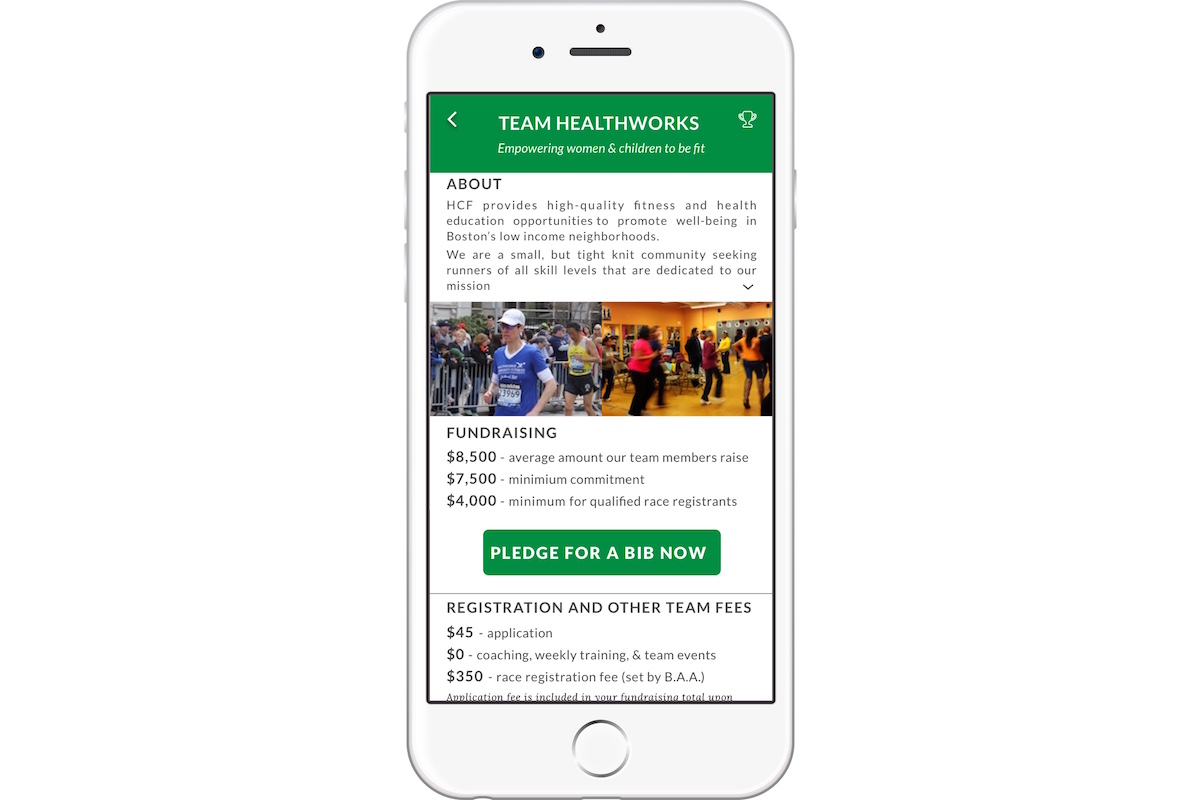 TEAM HEALTHWORKS
Empowering women & children to be fit
ABOUT
HCF provides high-quality fitness and health
education opportunities to promote well-being in
Boston's low income neighborhoods.
We are a small, but tight knit community seeking
runners of all skill levels that are dedicated to our
mission
3969
FUNDRAISING
$8,500 - average amount our team members raise
$7,500 - minimium commitment
$4,000 - minimum for qualified race registrants
PLEDGE FOR A BIB NOW
REGISTRATION AND OTHER TEAM FEES
$45 - application
$0 - coaching, weekly training, & team events
$350 - race registration fee (set by B.A.A.)
Application fee is included in your fundraising total upon